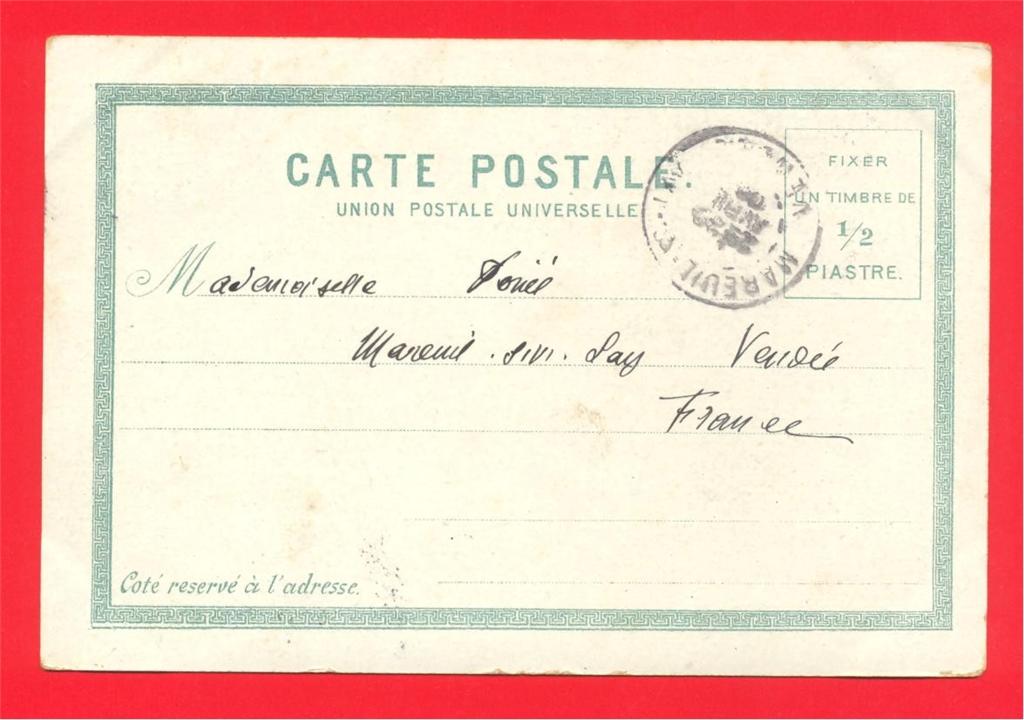 CARTE POSTALE.
UNION POSTALE UNIVERSELLE
FIXER
UN TIMBRE DE
1/2
PIASTRE.
MAREUIL
Mademoiselle
Mareuil . sur . Lay Vendée
France
Coté reservé à l'adresse.